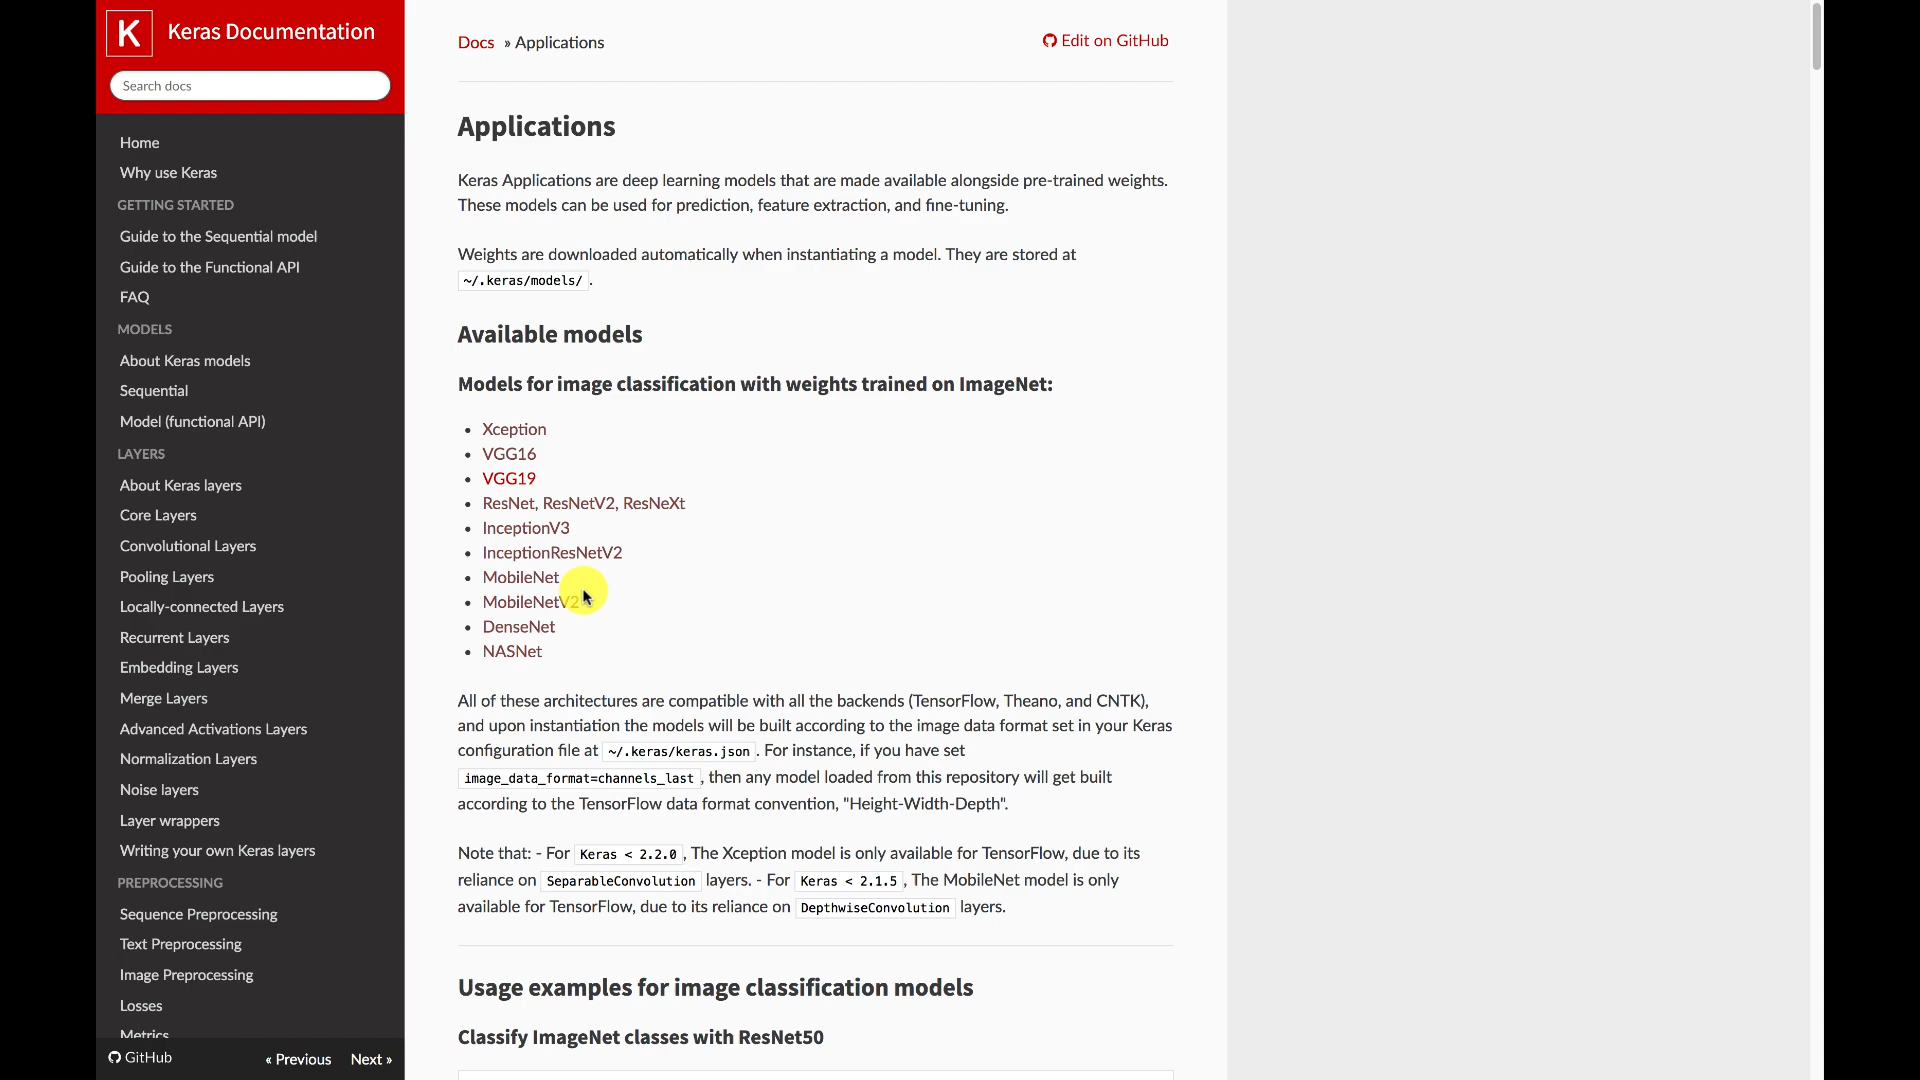 K
Keras Documentation
Search docs
Home
Why use Keras
GETTING STARTED
Guide to the Sequential model
Guide to the Functional API
FAQ
MODELS
About Keras models
Sequential
Model (functional API)
LAYERS
About Keras layers
Core Layers
Convolutional Layers
Pooling Layers
Locally-connected Layers
Recurrent Layers
Embedding Layers
Merge Layers
Advanced Activations Layers
Normalization Layers
Noise layers
Layer wrappers
Writing your own Keras layers
PREPROCESSING
Sequence Preprocessing
Text Preprocessing
Image Preprocessing
Losses
Metrics
GitHub
« Previous
Next »
Docs » Applications
Edit on GitHub
Applications
Keras Applications are deep learning models that are made available alongside pre-trained weights.
These models can be used for prediction, feature extraction, and fine-tuning.
Weights are downloaded automatically when instantiating a model. They are stored at
~/.keras/models/ .
Available models
Models for image classification with weights trained on ImageNet:
• Xception
• VGG16
• VGG19
• ResNet, ResNetV2, ResNeXt
• InceptionV3
• InceptionResNetV2
• MobileNet
• MobileNetV2
• DenseNet
• NASNet
All of these architectures are compatible with all the backends (TensorFlow, Theano, and CNTK),
and upon instantiation the models will be built according to the image data format set in your Keras
configuration file at ~/.keras/keras.json . For instance, if you have set
image_data_format=channels_last , then any model loaded from this repository will get built
according to the TensorFlow data format convention, "Height-Width-Depth".
Note that: - For Keras < 2.2.0 , The Xception model is only available for TensorFlow, due to its
reliance on SeparableConvolution layers. - For Keras < 2.1.5 , The MobileNet model is only
available for TensorFlow, due to its reliance on DepthwiseConvolution layers.
Usage examples for image classification models
Classify ImageNet classes with ResNet50